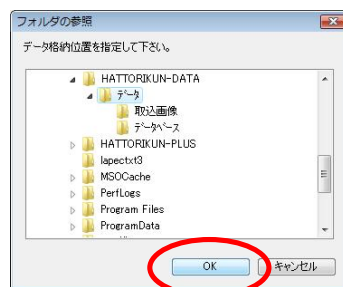 フォルダの参照
データ格納位置を指定して下さい。
HATTORIKUN-DATA
データ
取込画像
データベース
HATTORIKUN-PLUS
lapectxt3
MSOCache
PerfLogs
Program Files
ProgramData
OK
キャンセル